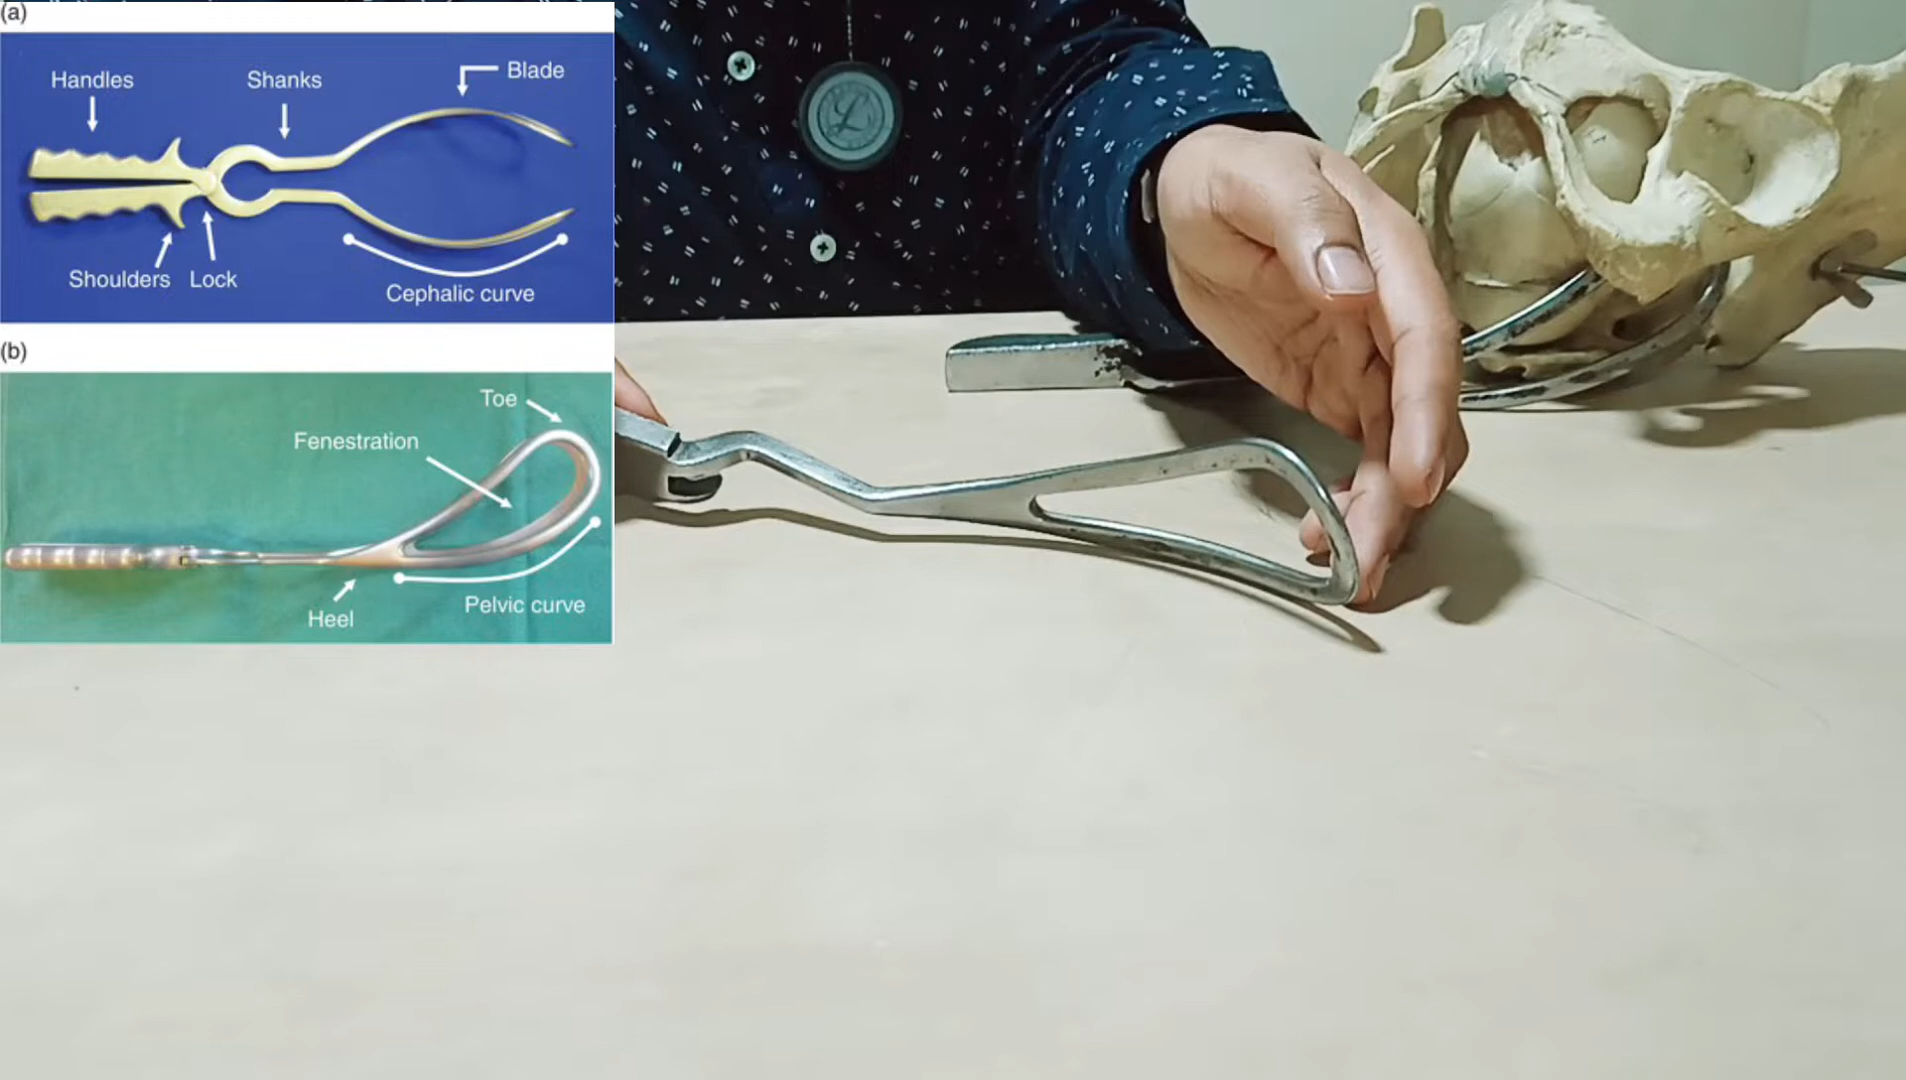 (a)
Handles
Shanks
Blade
Shoulders
Lock
Cephalic curve
(b)
Toe
Fenestration
Heel
Pelvic curve